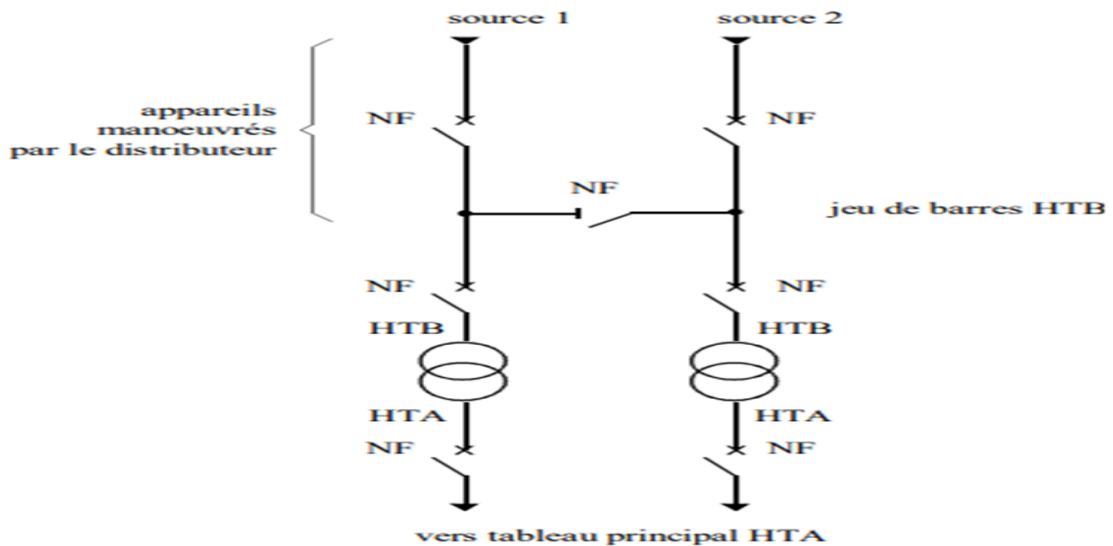 source 1
source 2
appareils
manoeuvrés
par le distributeur
NF
NF
NF
jeu de barres HTB
NF
NF
HTB
HTB
HTA
HTA
NF
NF
vers tableau principal HTA